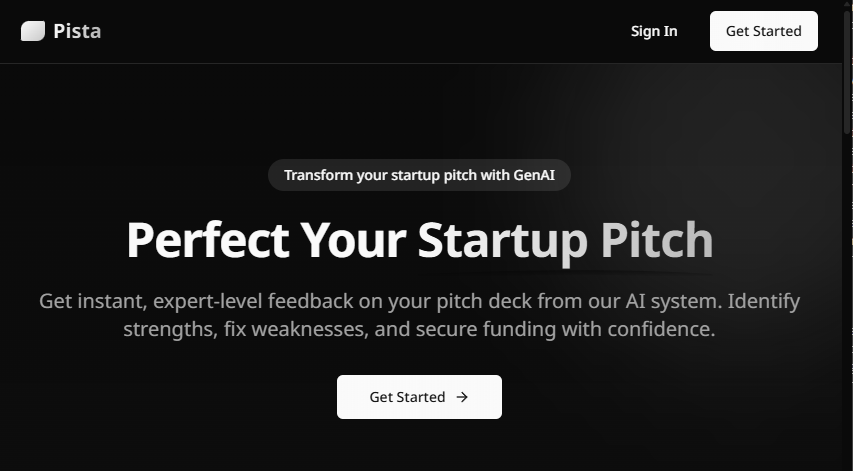 Pista
Sign In
Get Started
Transform your startup pitch with GenAI
Perfect Your Startup Pitch
Get instant, expert-level feedback on your pitch deck from our AI system. Identify
strengths, fix weaknesses, and secure funding with confidence.
Get Started